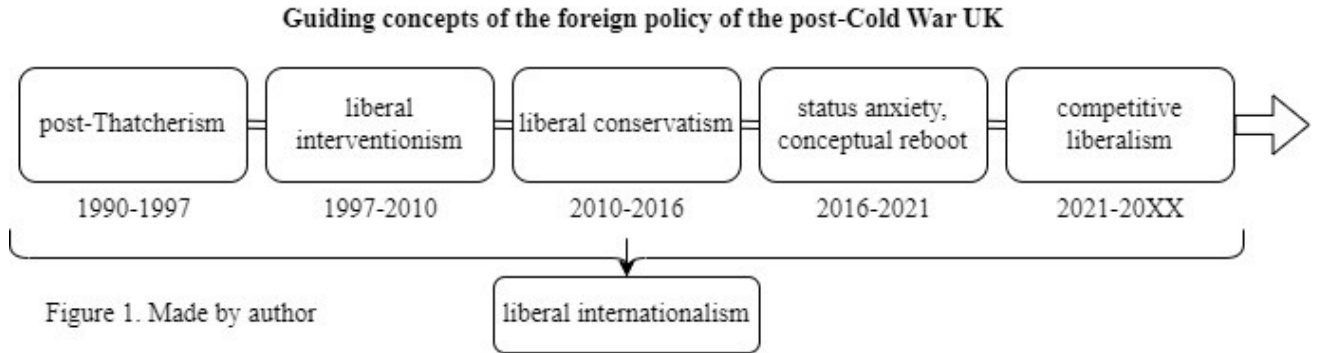 Guiding concepts of the foreign policy of the post-Cold War UK
post-Thatcherism
liberal
interventionism
liberal conservatism
status anxiety,
conceptual reboot
competitive
liberalism
1990-1997
1997-2010
2010-2016
2016-2021
2021-20XX
Figure 1. Made by author
liberal internationalism